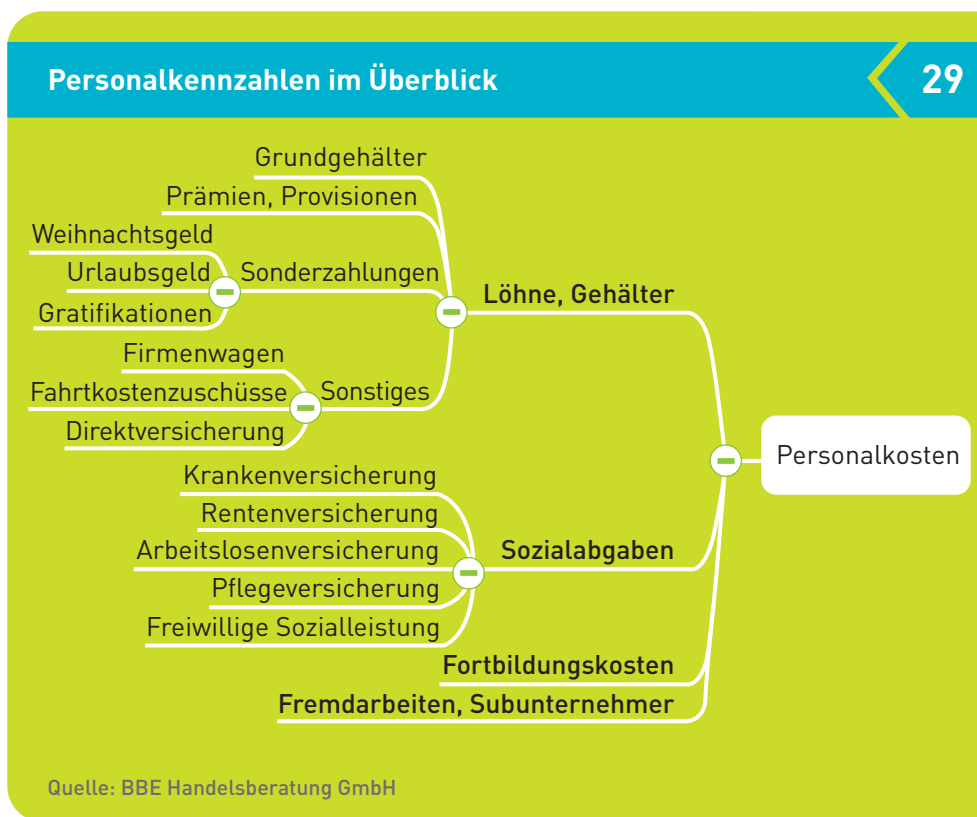 Personalkennzahlen im Überblick
29
Grundgehälter
Prämien, Provisionen
Weihnachtsgeld
Urlaubsgeld
Gratifikationen
Sonderzahlungen
Firmenwagen
Fahrtkostenzuschüsse
Direktversicherung
Sonstiges
Löhne, Gehälter
Krankenversicherung
Rentenversicherung
Arbeitslosenversicherung
Pflegeversicherung
Freiwillige Sozialleistung
Sozialabgaben
Fortbildungskosten
Fremdarbeiten, Subunternehmer
Personalkosten
Quelle: BBE Handelsberatung GmbH